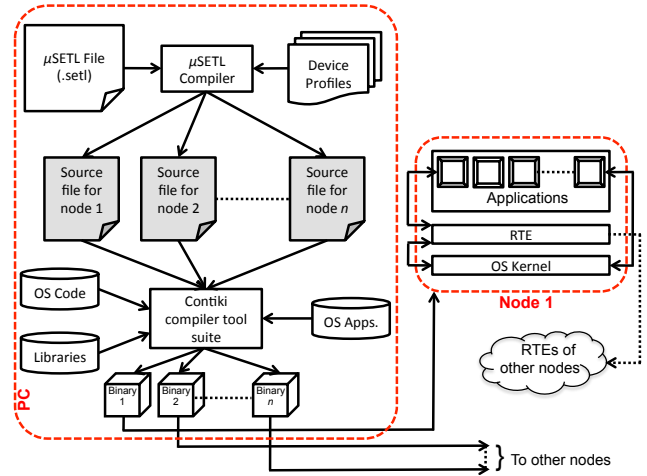 μSETL File
(.setl)
μSETL
Compiler
Device
Profiles
Source
file for
node 1
Source
file for
node 2
Source
file for
node n
OS Code
Libraries
Contiki
compiler tool
suite
OS Apps.
Binary
1
Binary
2
Binary
n
PC
Applications
RTE
OS Kernel
Node 1
RTEs of
other nodes
} To other nodes